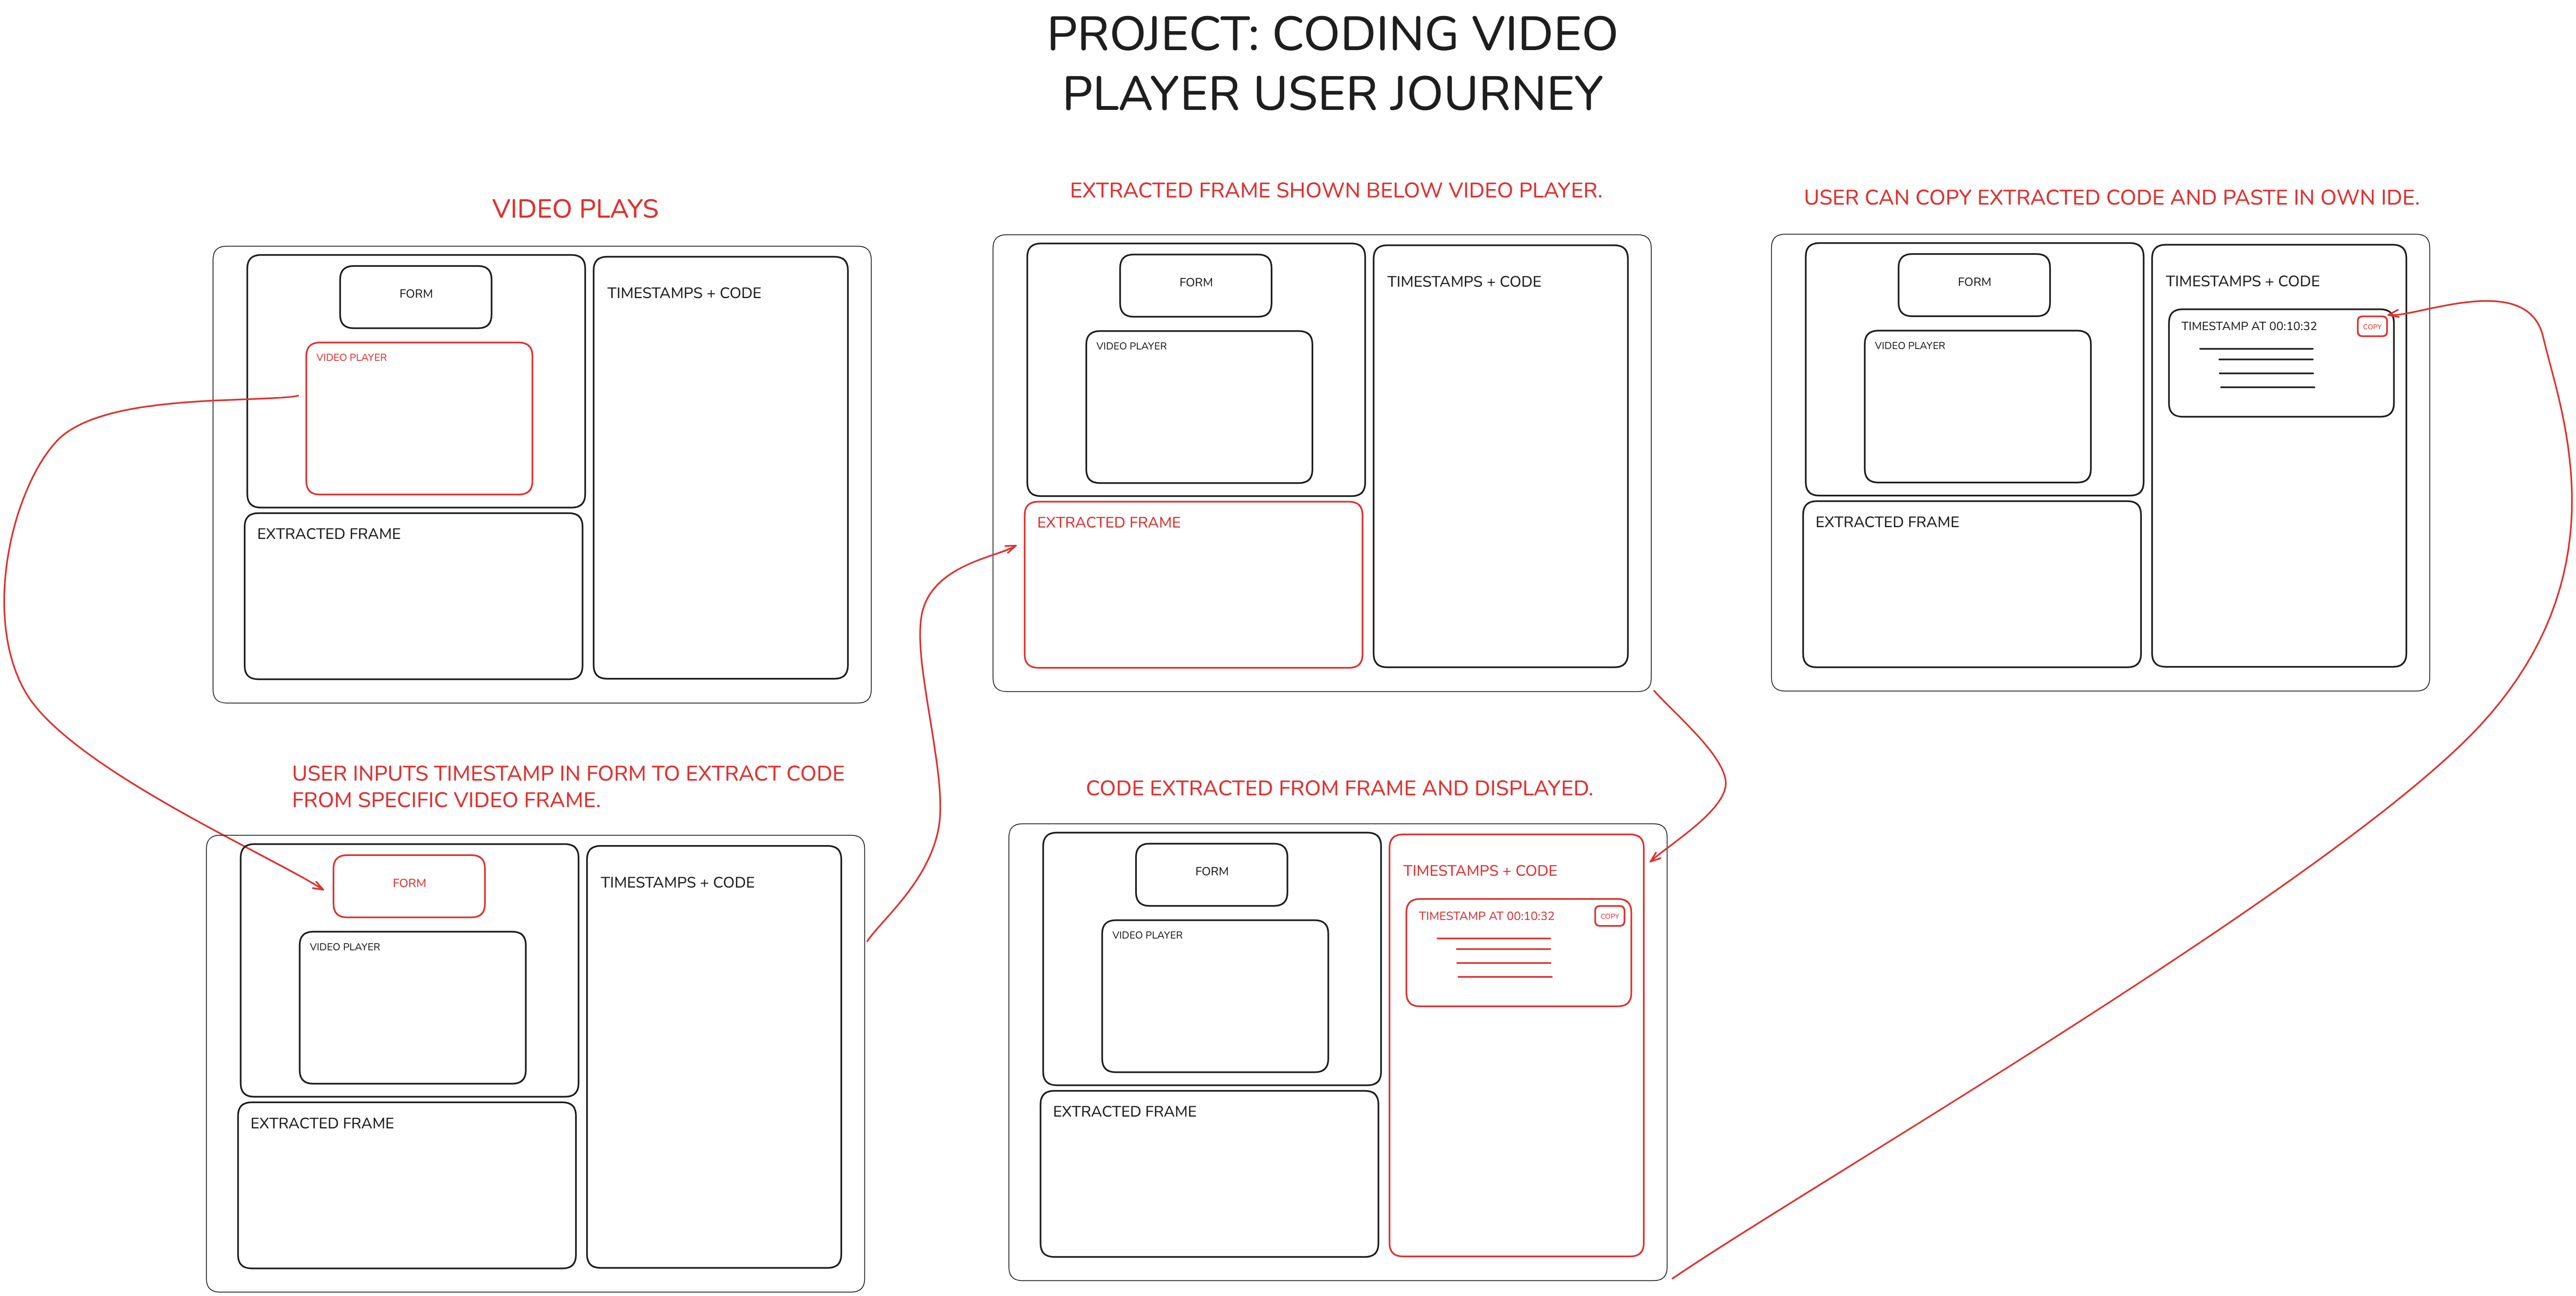 PROJECT: CODING VIDEO
PLAYER USER JOURNEY
VIDEO PLAYS
FORM
VIDEO PLAYER
EXTRACTED FRAME
TIMESTAMPS + CODE
USER INPUTS TIMESTAMP IN FORM TO EXTRACT CODE
FROM SPECIFIC VIDEO FRAME.
FORM
VIDEO PLAYER
EXTRACTED FRAME
TIMESTAMPS + CODE
EXTRACTED FRAME SHOWN BELOW VIDEO PLAYER.
FORM
VIDEO PLAYER
EXTRACTED FRAME
TIMESTAMPS + CODE
CODE EXTRACTED FROM FRAME AND DISPLAYED.
FORM
VIDEO PLAYER
EXTRACTED FRAME
TIMESTAMPS + CODE
TIMESTAMP AT 00:10:32
COPY
USER CAN COPY EXTRACTED CODE AND PASTE IN OWN IDE.
FORM
VIDEO PLAYER
EXTRACTED FRAME
TIMESTAMPS + CODE
TIMESTAMP AT 00:10:32
COPY